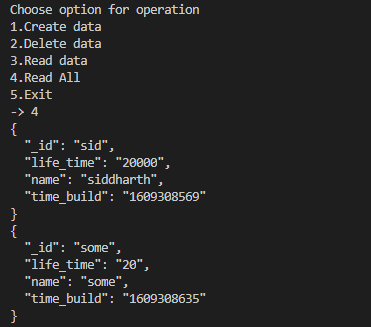 Choose option for operation
1.Create data
2.Delete data
3.Read data
4.Read All
5.Exit
-> 4
{
  "_id": "sid",
  "life_time": "20000",
  "name": "siddharth",
  "time_build": "1609308569"
}
{
  "_id": "some",
  "life_time": "20",
  "name": "some",
  "time_build": "1609308635"
}